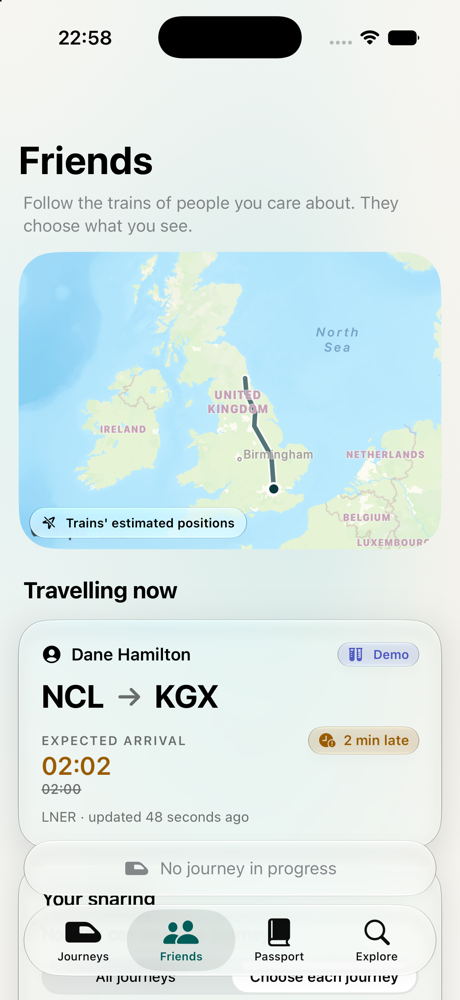 22:58
Friends
Follow the trains of people you care about. They
choose what you see.
North
Sea
UNITED
KINGDOM
IRELAND
Birmingham
NETHERLANDS
BELGIUM
LUXEMBOURG
Trains' estimated positions
Travelling now
Dane Hamilton
Demo
NCL → KGX
EXPECTED ARRIVAL
2 min late
02:02
02:00
LNER · updated 48 seconds ago
No journey in progress
Your sharing
Journeys
Friends
Passport
Explore
All journeys
Choose each journey